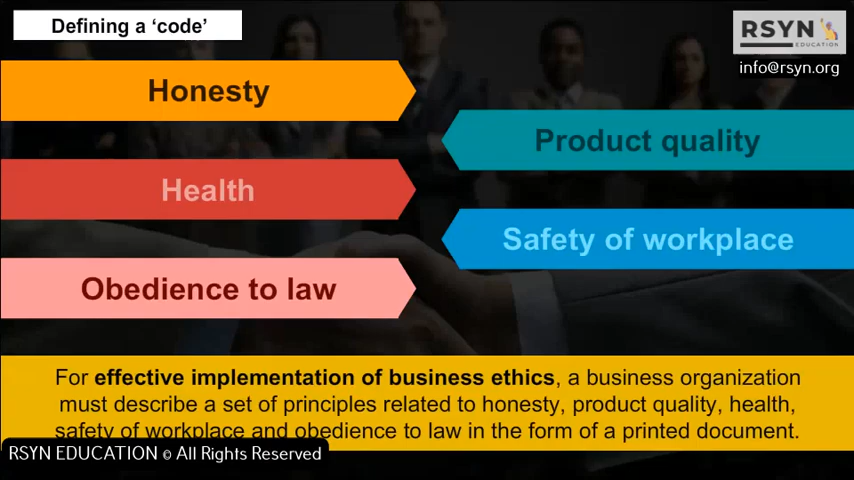 Defining a ‘code’
RSYN
EDUCATION
info@rsyn.org
Honesty
Product quality
Health
Safety of workplace
Obedience to law
For effective implementation of business ethics, a business organization
must describe a set of principles related to honesty, product quality, health,
safety of workplace and obedience to law in the form of a printed document.
RSYN EDUCATION © All Rights Reserved